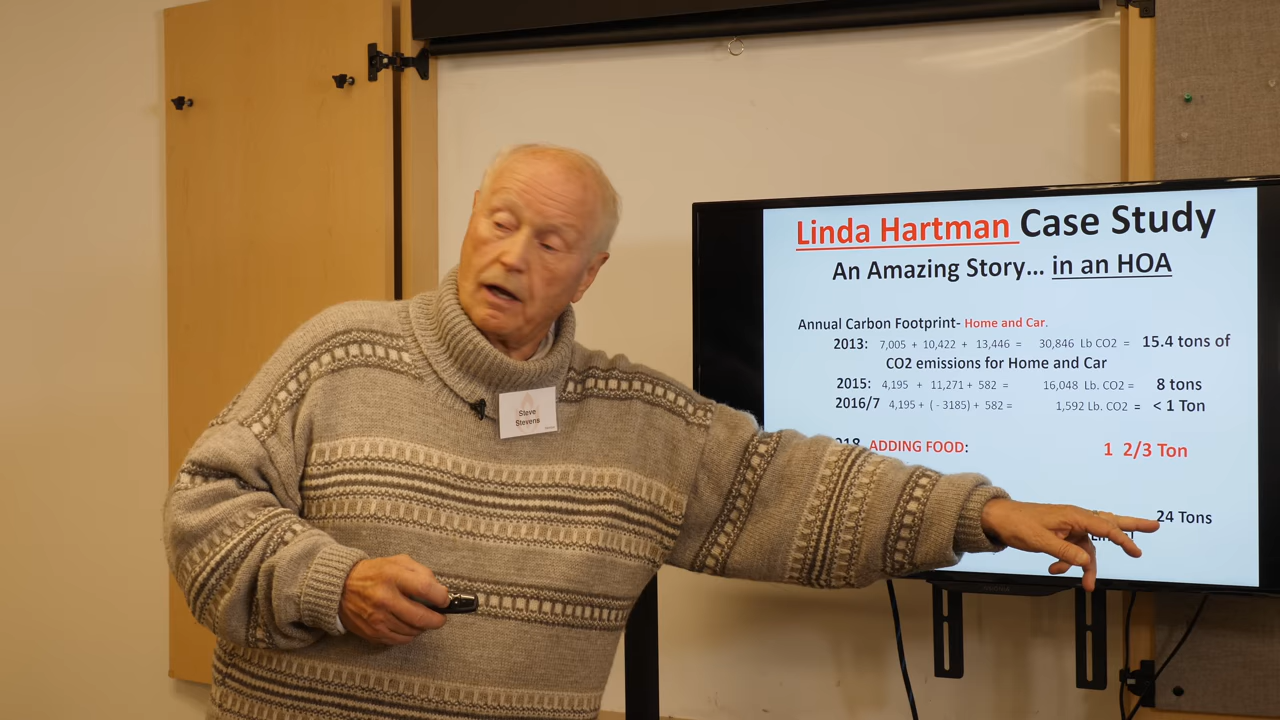 Linda Hartman Case Study
An Amazing Story... in an HOA
Annual Carbon Footprint- Home and Car.
2013: 7,005 + 10,422 + 13,446 = 30,846 Lb CO2 = 15.4 tons of
CO2 emissions for Home and Car
2015: 4,195 + 11,271 + 582 = 16,048 Lb. CO2 = 8 tons
2016/7 4,195 + ( - 3185) + 582 = 1,592 Lb. CO2 = < 1 Ton
ADDING FOOD: 1 2/3 Ton
24 Tons
Steve
Stevens